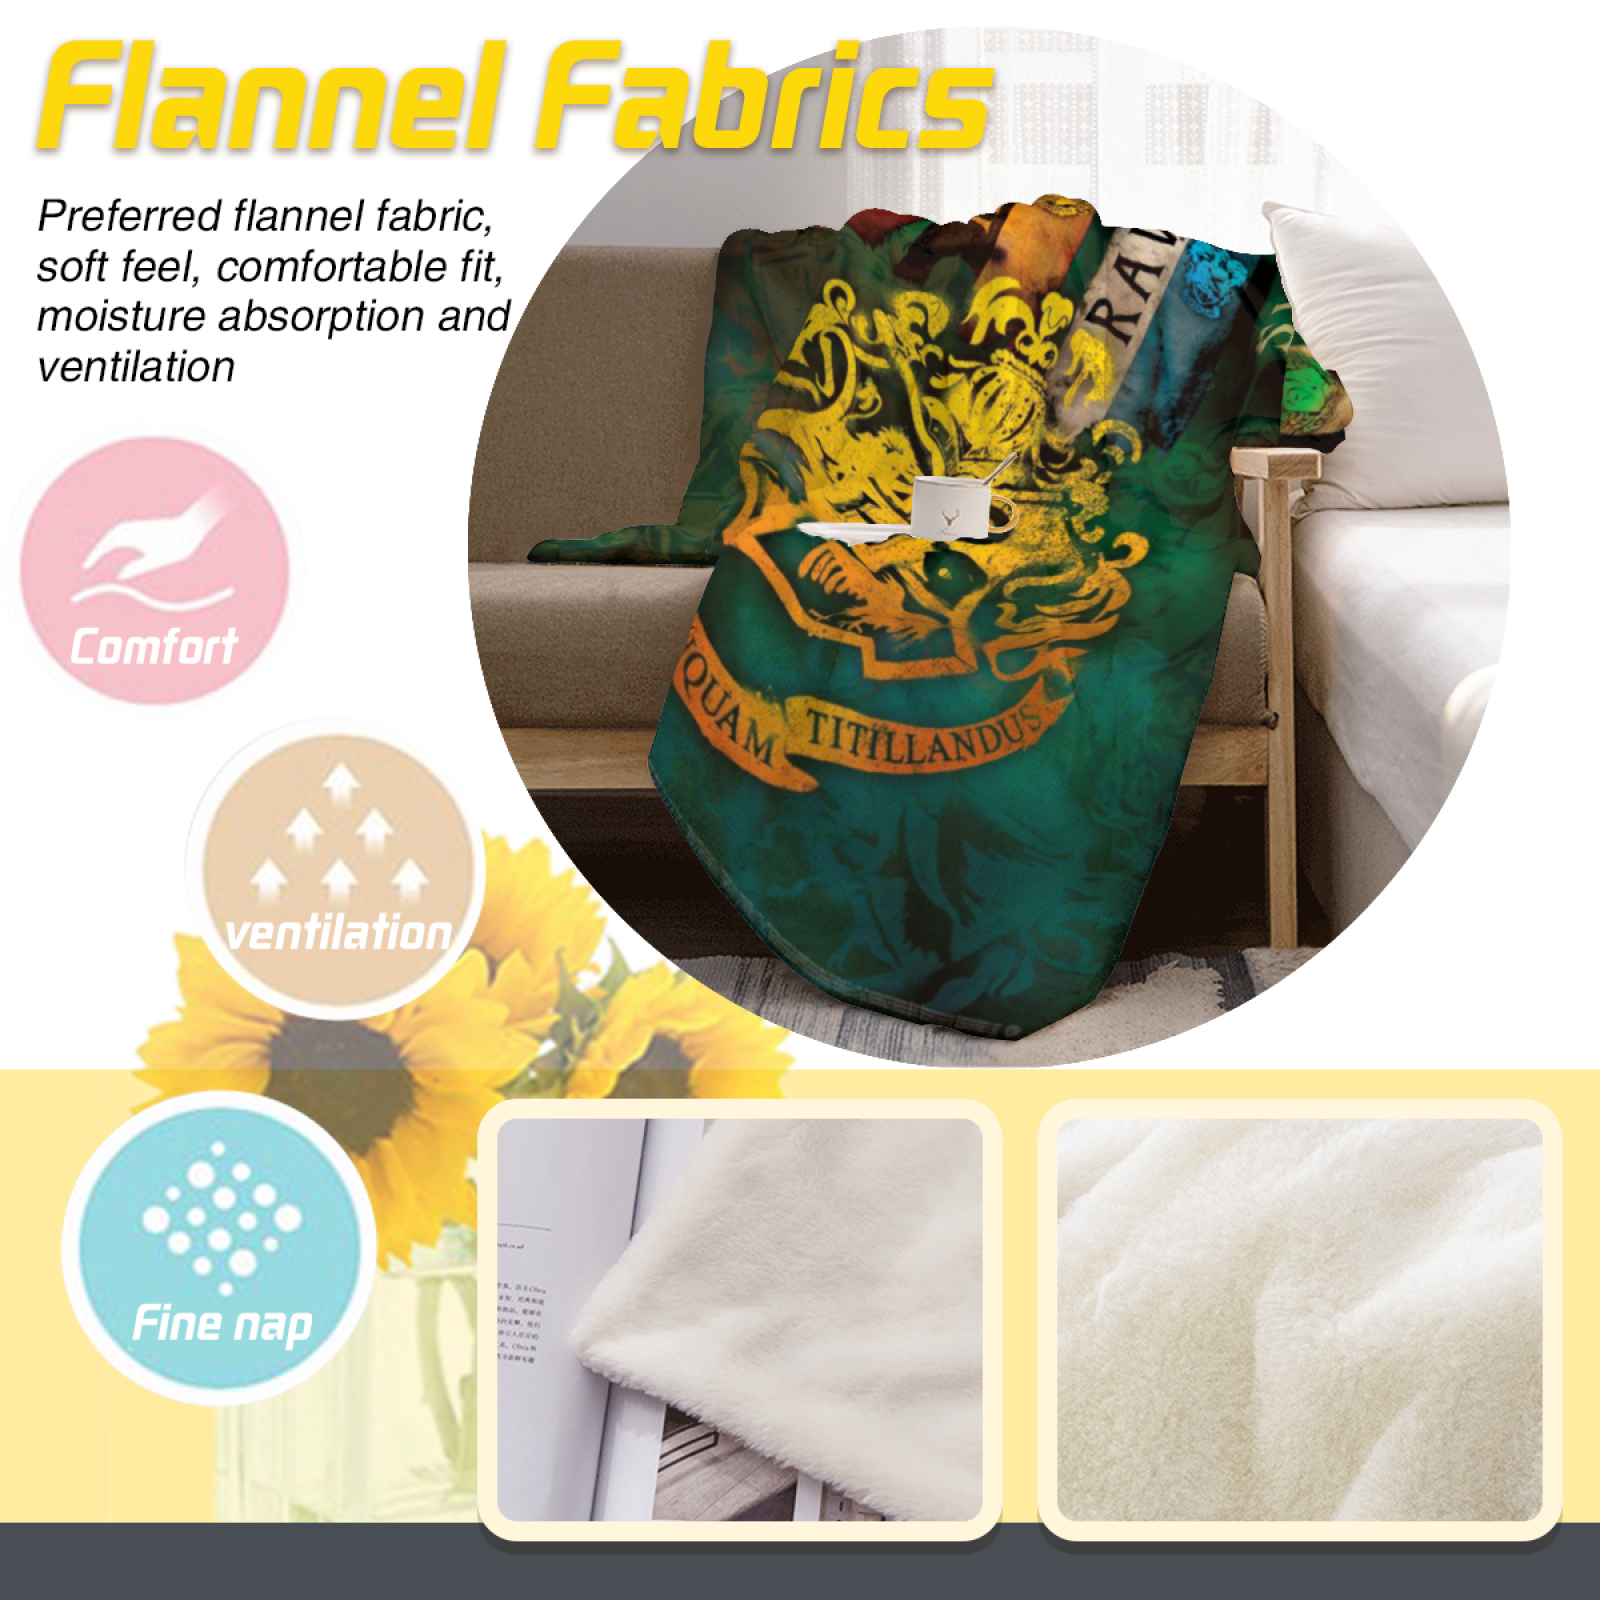 Flannel Fabrics
Preferred flannel fabric,
soft feel, comfortable fit,
moisture absorption and
ventilation
Comfort
ventilation
Fine nap
RA
QUAM TITILLANDUS